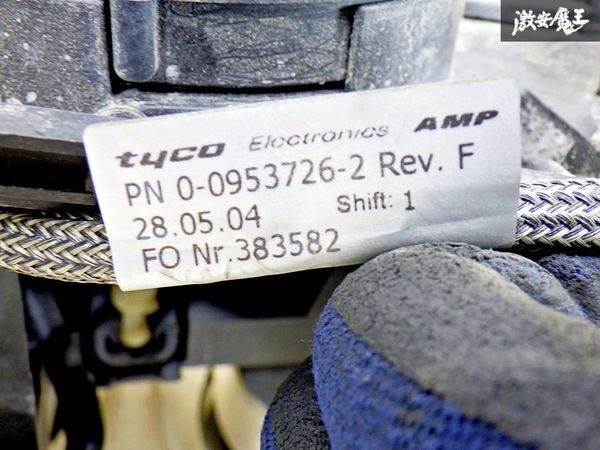 激安魔王
tyco Electronics AMP
PN 0-0953726-2 Rev. F
28.05.04 Shift: 1
FO Nr.383582